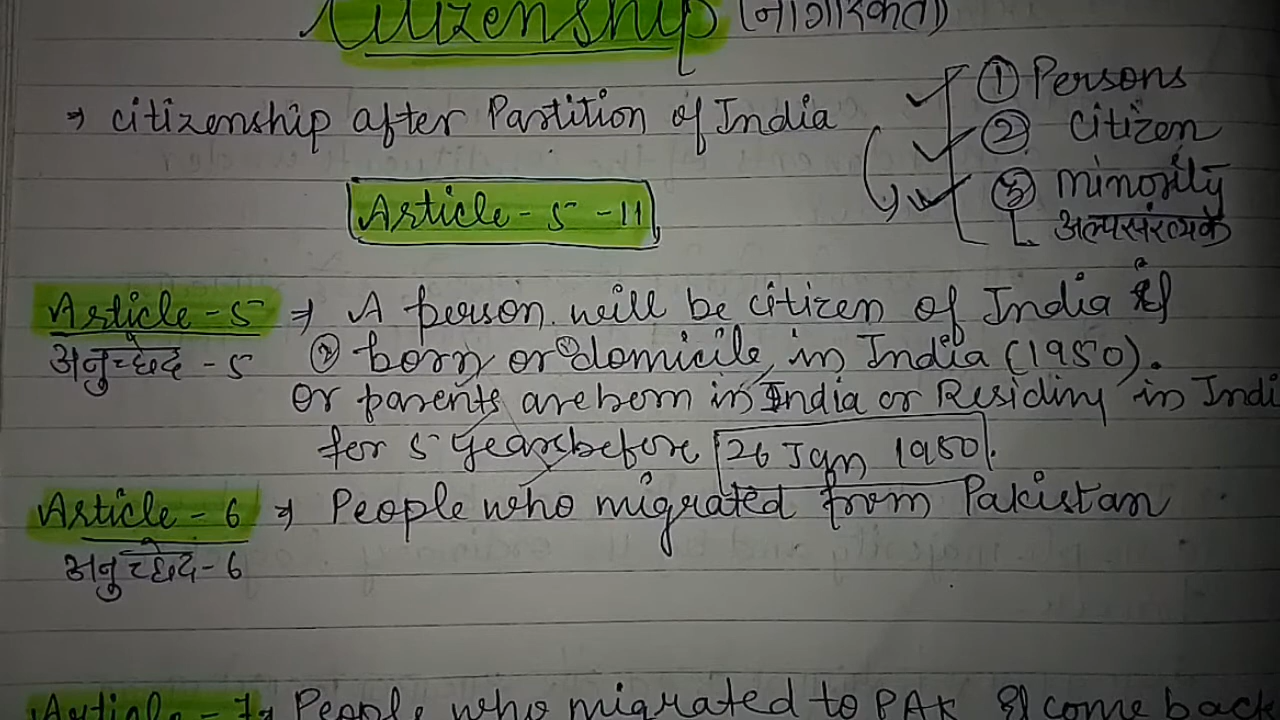 Citizenship (नागरिकता)
→ citizenship after Partition of India
① Persons
② citizen
③ minority
अल्पसंख्यक
Article - 5 - 11
Article - 5 → A person will be citizen of India if
अनुच्छेद - 5 ② born or ① domicile in India (1950).
or parents are born in India or Residing in Indi
for 5 years before 26 Jan 1950.
Article - 6 → People who migrated from Pakistan
अनुच्छेद - 6
Article - 7 → People who migrated to PAK & come back